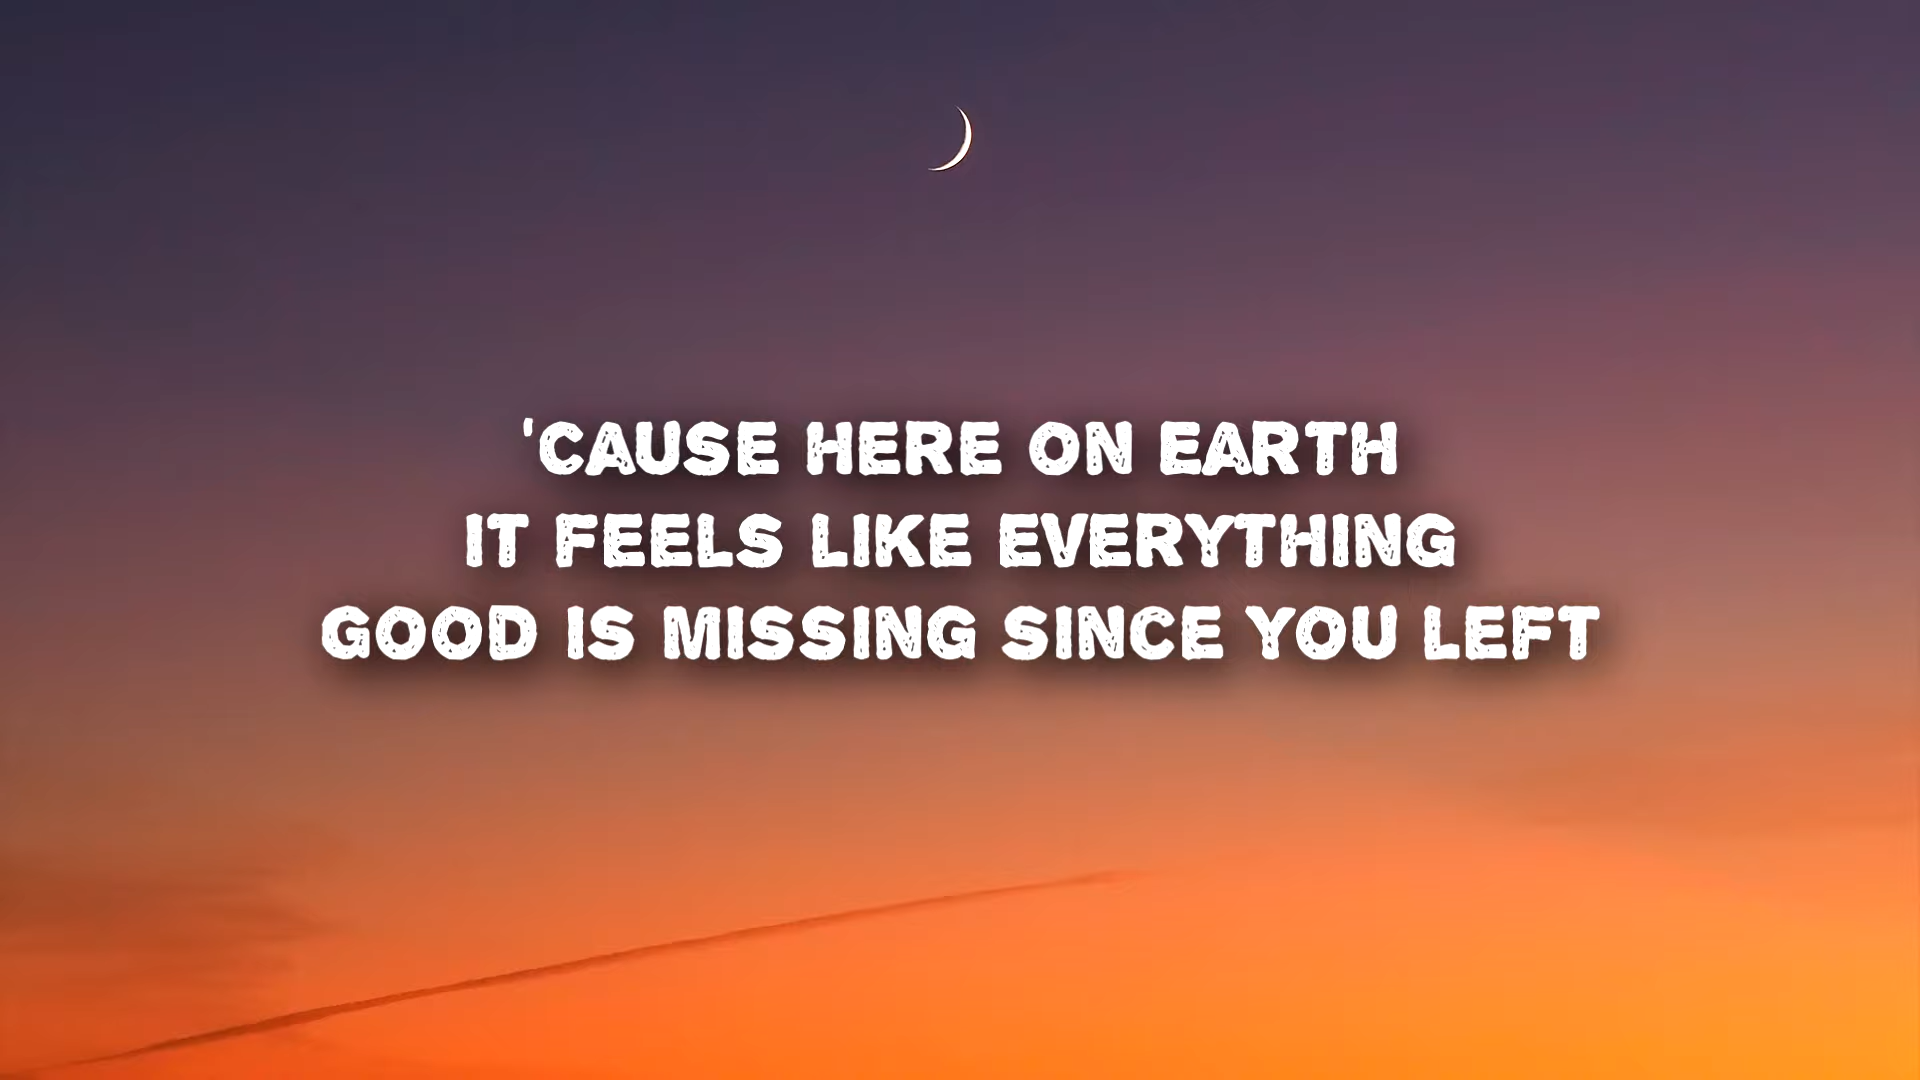 'CAUSE HERE ON EARTH
IT FEELS LIKE EVERYTHING
GOOD IS MISSING SINCE YOU LEFT